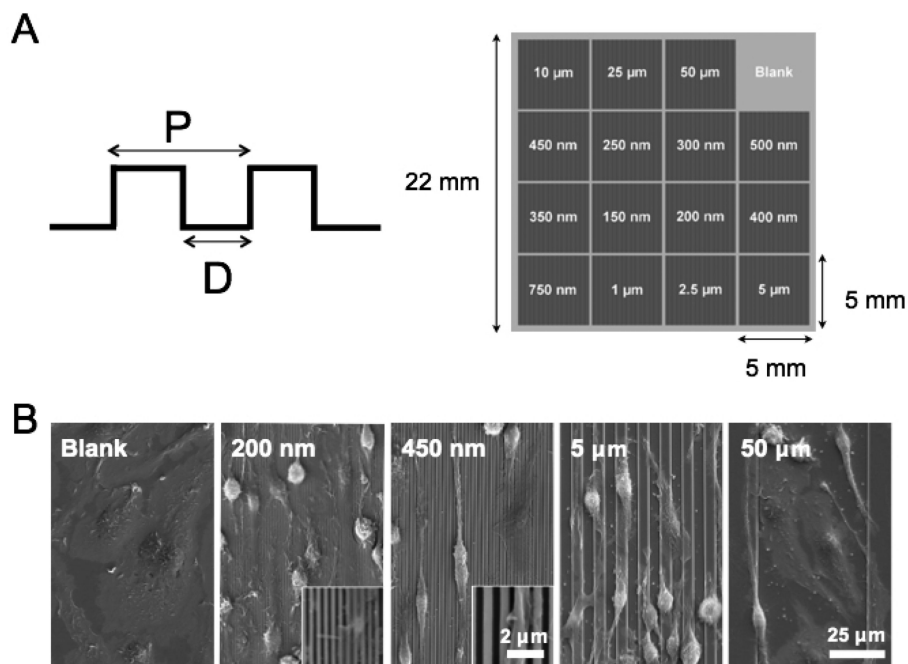 A
P
D
22 mm
10 µm
25 µm
50 µm
Blank
450 nm
250 nm
300 nm
500 nm
350 nm
150 nm
200 nm
400 nm
750 nm
1 µm
2.5 µm
5 µm
5 mm
5 mm
B
Blank
200 nm
450 nm
2 µm
5 µm
50 µm
25 µm